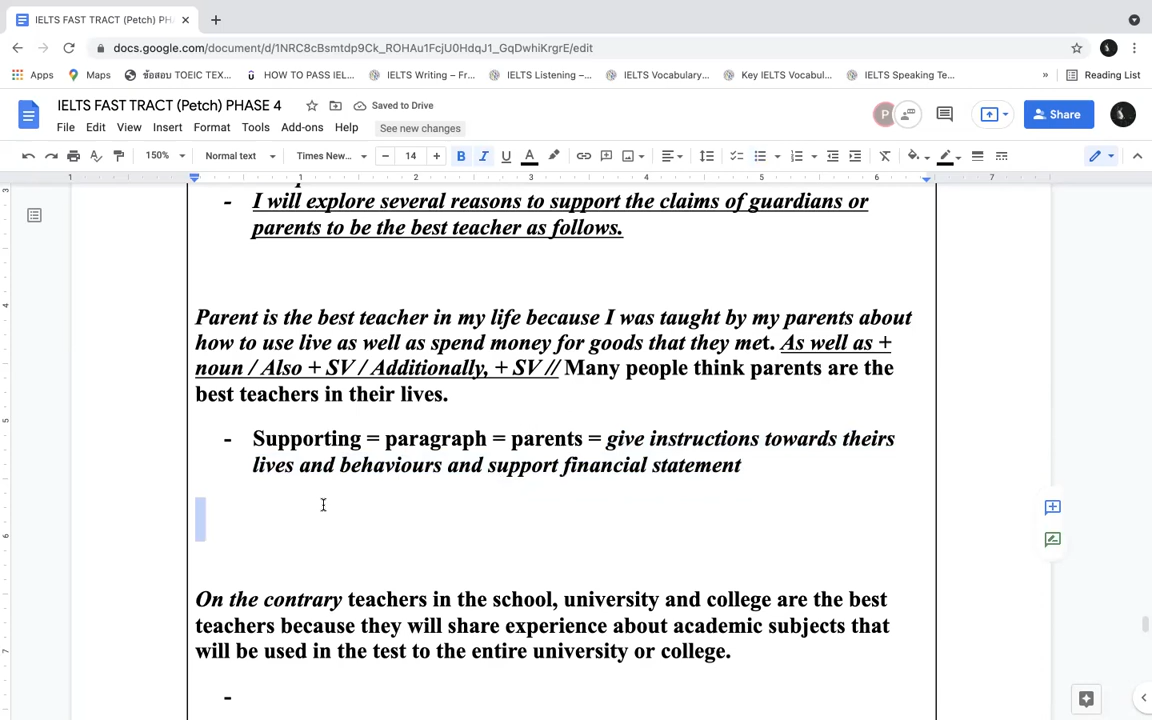 IELTS FAST TRACT (Petch) PH
docs.google.com/document/d/1NRC8cBsmtdp9Ck_ROHAu1FcjU0HdqJ1_GqDwhiKrgrE/edit
Apps Maps ข้อสอบ TOEIC TEX... HOW TO PASS IEL... IELTS Writing – Fr... IELTS Listening –... IELTS Vocabulary... Key IELTS Vocabul... IELTS Speaking Te... » Reading List
IELTS FAST TRACT (Petch) PHASE 4 Saved to Drive
File Edit View Insert Format Tools Add-ons Help See new changes P Share
150% Normal text Times New... 14 B I U A
1 1 2 3 4 5 6 7
- I will explore several reasons to support the claims of guardians or
parents to be the best teacher as follows.
Parent is the best teacher in my life because I was taught by my parents about
how to use live as well as spend money for goods that they met. As well as +
noun / Also + SV / Additionally, + SV // Many people think parents are the
best teachers in their lives.
- Supporting = paragraph = parents = give instructions towards theirs
lives and behaviours and support financial statement
On the contrary teachers in the school, university and college are the best
teachers because they will share experience about academic subjects that
will be used in the test to the entire university or college.
-